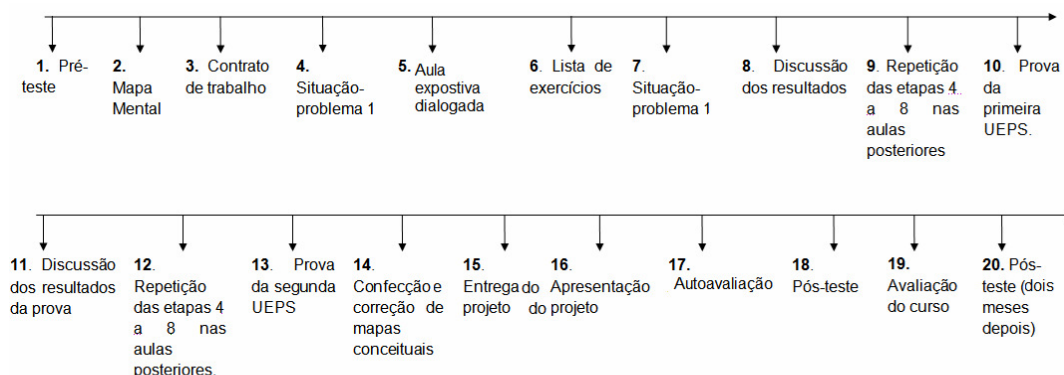 1. Pré-
teste
2.
Mapa
Mental
3. Contrato
de trabalho
4.
Situação-
problema 1
5. Aula
expostiva
dialogada
6. Lista de
exercícios
7.
Situação-
problema 1
8. Discussão
dos resultados
9. Repetição
das etapas 4
a 8 nas
aulas
posteriores
10. Prova
da
primeira
UEPS.
11. Discussão
dos resultados
da prova
12.
Repetição
das etapas 4
a 8 nas
aulas
posteriores.
13. Prova
da segunda
UEPS
14.
Confecção e
correção de
mapas
conceituais
15.
Entrega do
projeto
16.
Apresentação
do projeto
17.
Autoavaliação
18.
Pós-teste
19.
Avaliação
do curso
20. Pós-
teste (dois
meses
depois)